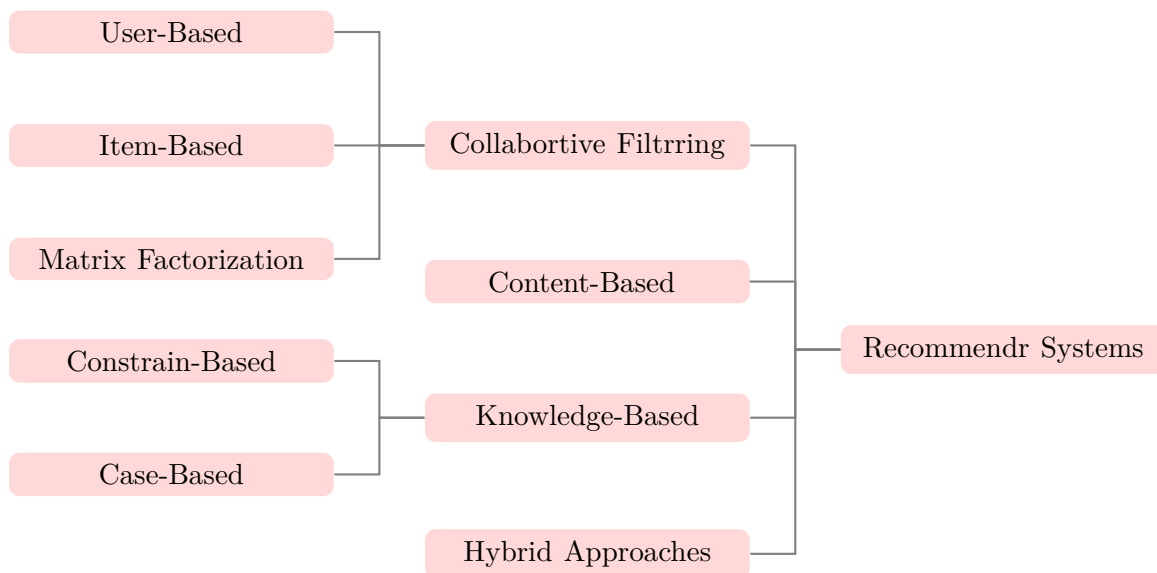 User-Based
Item-Based
Collabortive Filtrring
Matrix Factorization
Content-Based
Recommendr Systems
Constrain-Based
Knowledge-Based
Case-Based
Hybrid Approaches